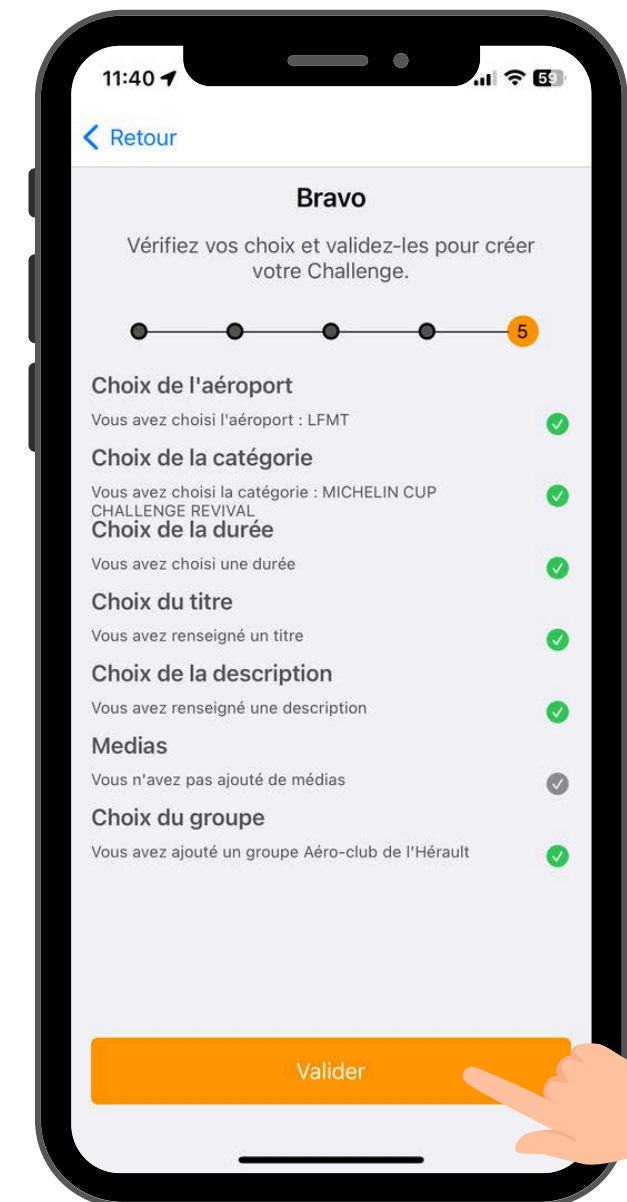 11:40
59
Retour
Bravo
Vérifiez vos choix et validez-les pour créer
votre Challenge.
5
Choix de l'aéroport
Vous avez choisi l'aéroport : LFMT
Choix de la catégorie
Vous avez choisi la catégorie : MICHELIN CUP
CHALLENGE REVIVAL
Choix de la durée
Vous avez choisi une durée
Choix du titre
Vous avez renseigné un titre
Choix de la description
Vous avez renseigné une description
Medias
Vous n'avez pas ajouté de médias
Choix du groupe
Vous avez ajouté un groupe Aéro-club de l'Hérault
Valider